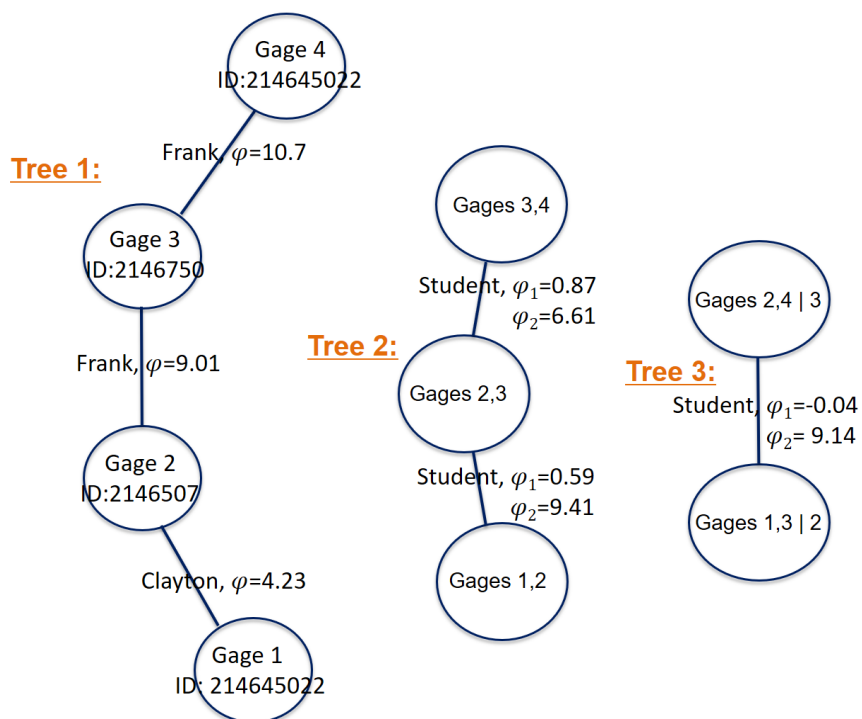 Tree 1:
Gage 4
ID:214645022
Frank, φ=10.7
Gage 3
ID:2146750
Frank, φ=9.01
Gage 2
ID:2146507
Clayton, φ=4.23
Gage 1
ID: 214645022
Tree 2:
Gages 3,4
Student, φ₁=0.87
φ₂=6.61
Gages 2,3
Student, φ₁=0.59
φ₂=9.41
Gages 1,2
Tree 3:
Gages 2,4 | 3
Student, φ₁=-0.04
φ₂= 9.14
Gages 1,3 | 2